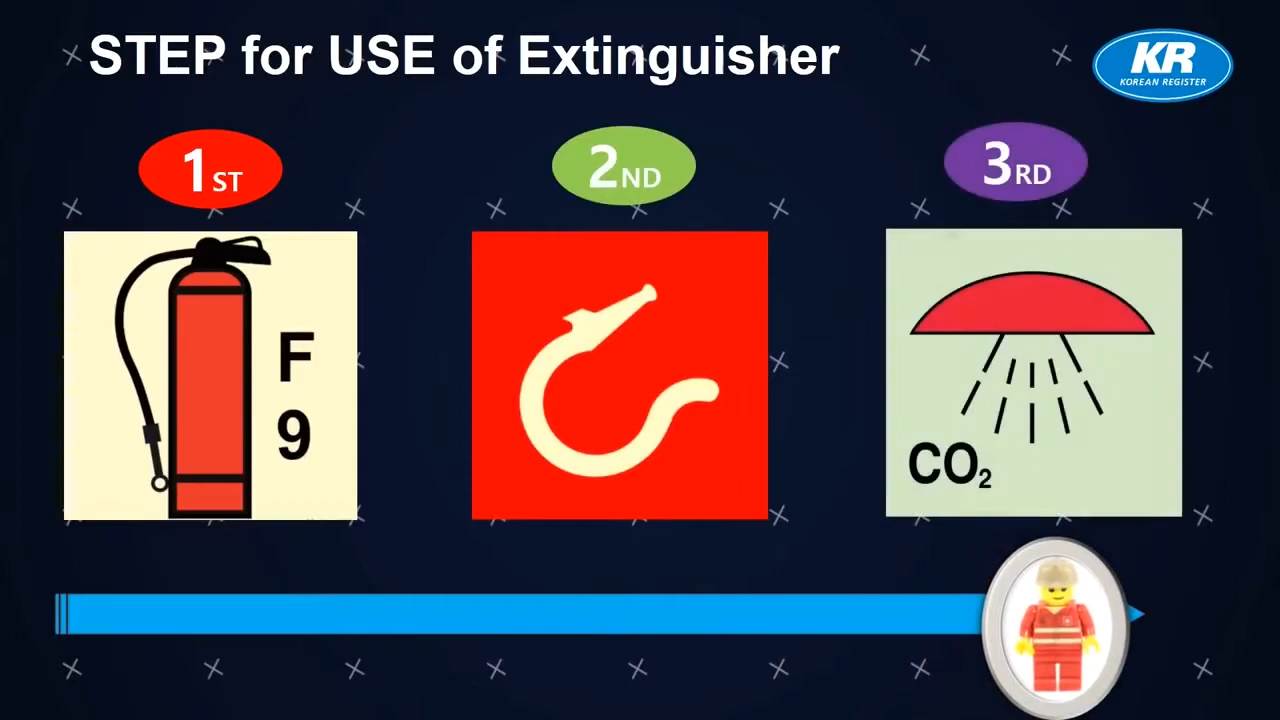 STEP for USE of Extinguisher
KR
KOREAN REGISTER
1ST
2ND
3RD
F
9
CO₂